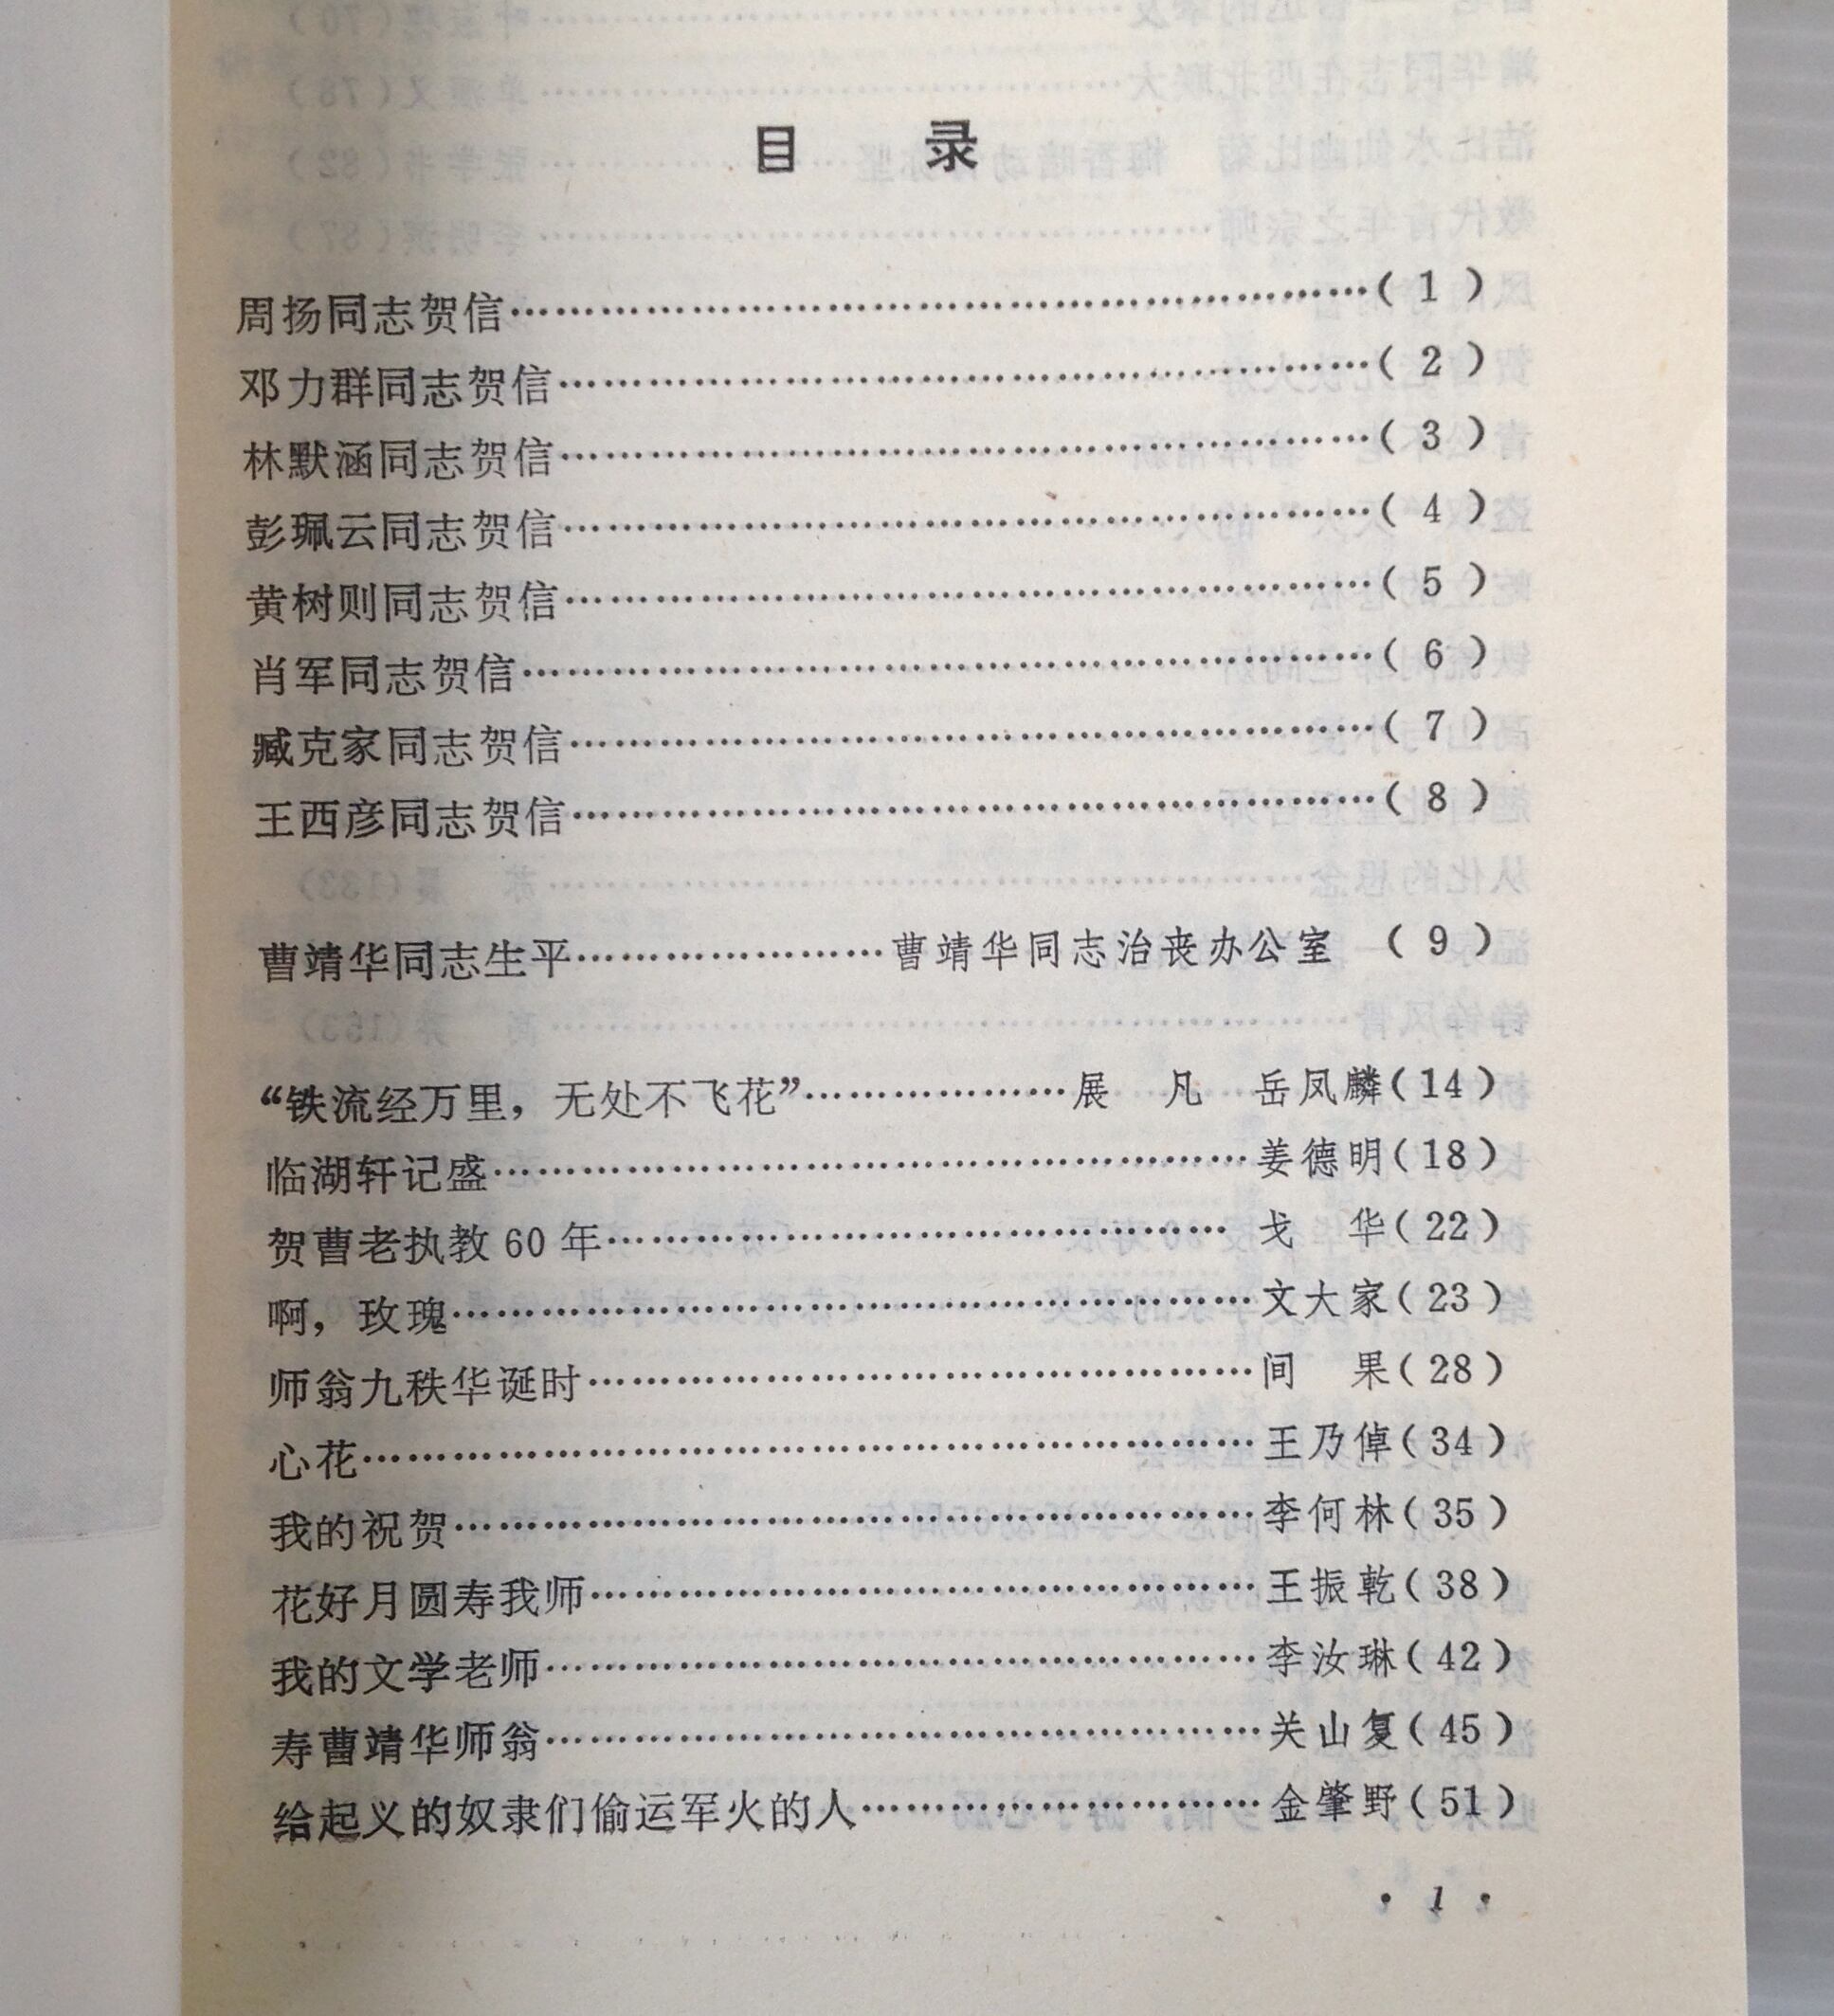 目 录
周扬同志贺信……………………………………………………( 1 )
邓力群同志贺信…………………………………………………( 2 )
林默涵同志贺信…………………………………………………( 3 )
彭珮云同志贺信…………………………………………………( 4 )
黄树则同志贺信…………………………………………………( 5 )
肖军同志贺信……………………………………………………( 6 )
臧克家同志贺信…………………………………………………( 7 )
王西彦同志贺信…………………………………………………( 8 )
曹靖华同志生平…………………曹靖华同志治丧办公室 ( 9 )
“铁流经万里，无处不飞花”………………展 凡 岳凤麟(14)
临湖轩记盛………………………………………………姜德明(18)
贺曹老执教60年……………………………………… 戈 华(22)
啊，玫瑰…………………………………………………文大家(23)
师翁九秩华诞时…………………………………………间 果(28)
心花………………………………………………………王乃倬(34)
我的祝贺…………………………………………………李何林(35)
花好月圆寿我师…………………………………………王振乾(38)
我的文学老师……………………………………………李汝琳(42)
寿曹靖华师翁……………………………………………关山复(45)
给起义的奴隶们偷运军火的人…………………………金肇野(51)
• 1 •